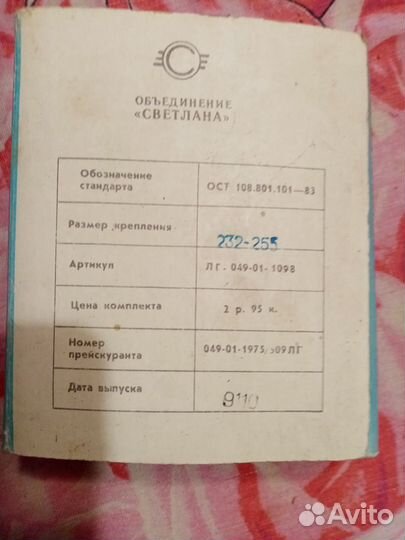 ОБЪЕДИНЕНИЕ
«СВЕТЛАНА»
Обозначение
стандарта
ОСТ 108.801.101—83
Размер крепления
232-255
Артикул
ЛГ-049-01-1098
Цена комплекта
2 р. 95 к.
Номер
прейскуранта
049-01-1975/509ЛГ
Дата выпуска
9110
Avito